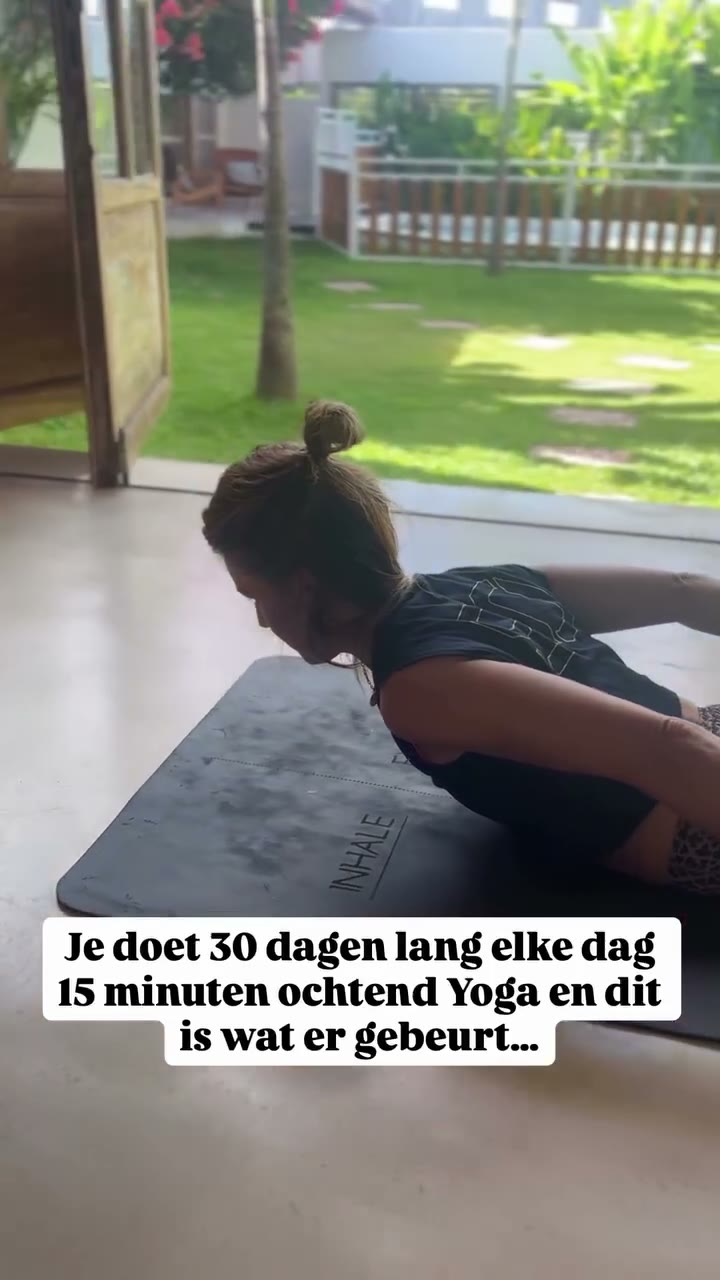 INHALE
Je doet 30 dagen lang elke dag
15 minuten ochtend Yoga en dit
is wat er gebeurt...